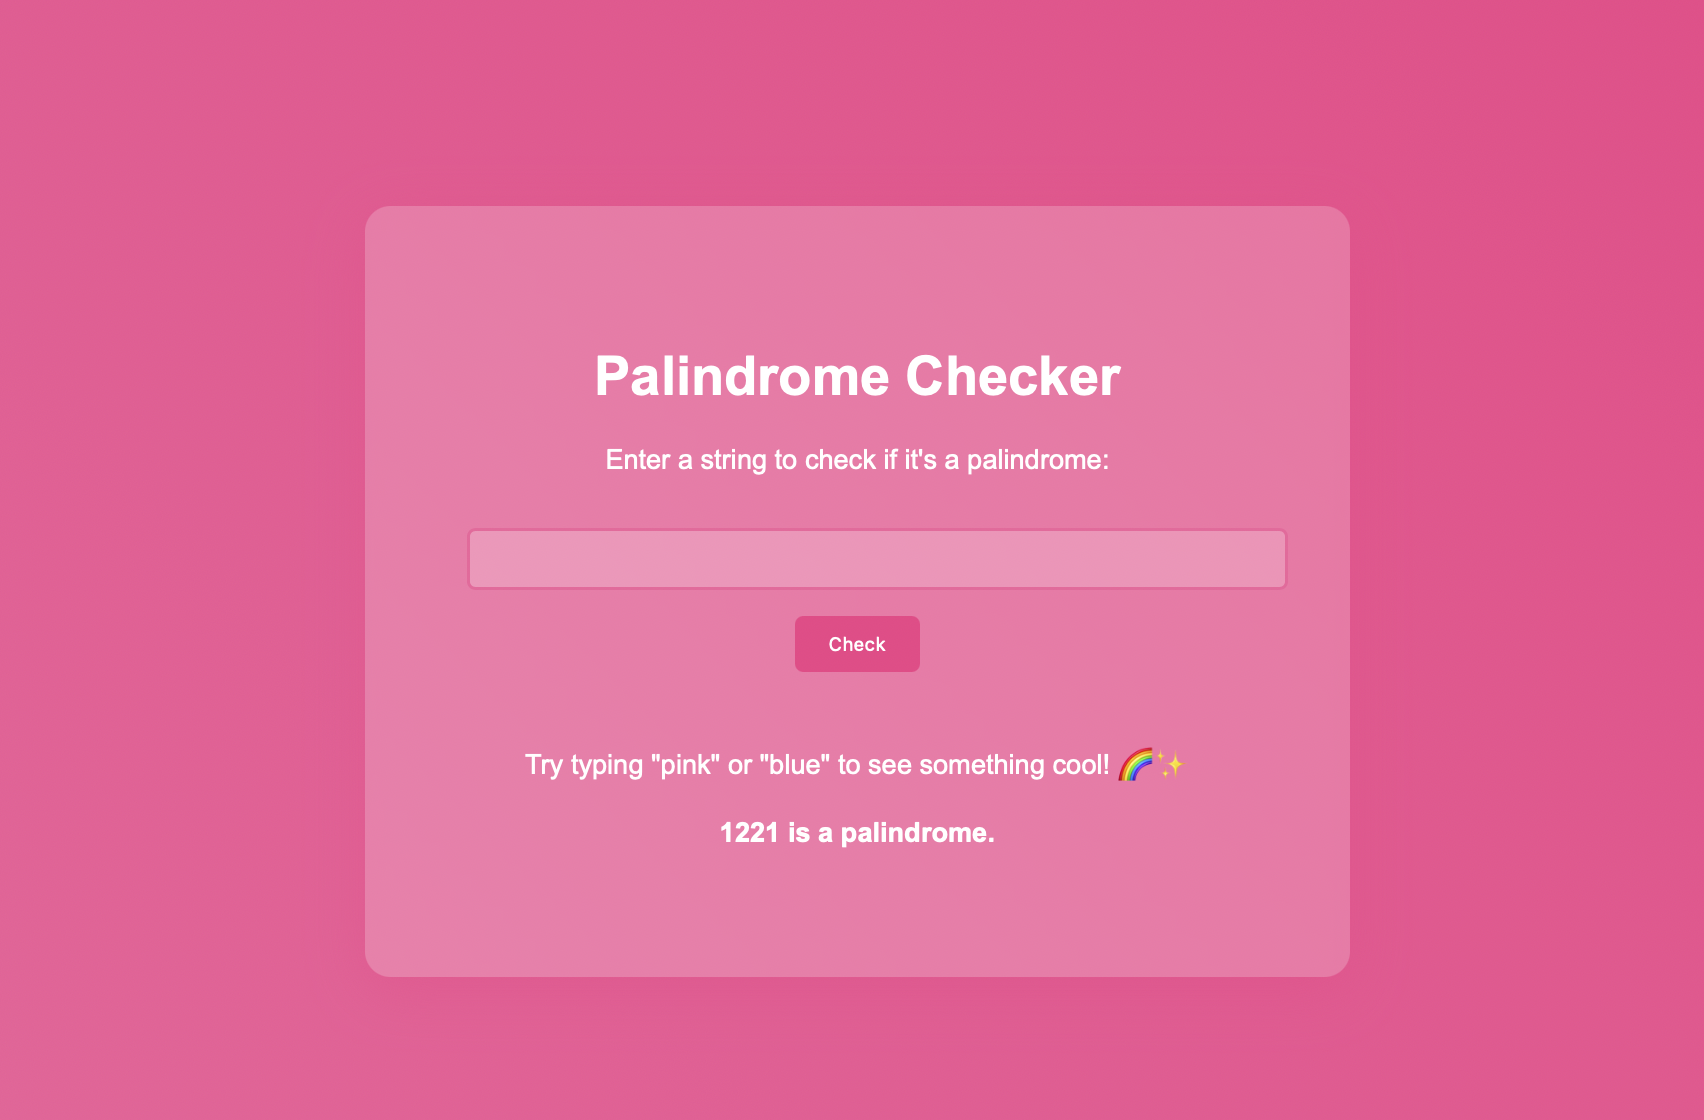 Palindrome Checker
Enter a string to check if it's a palindrome:
Check
Try typing "pink" or "blue" to see something cool! 🌈✨
1221 is a palindrome.